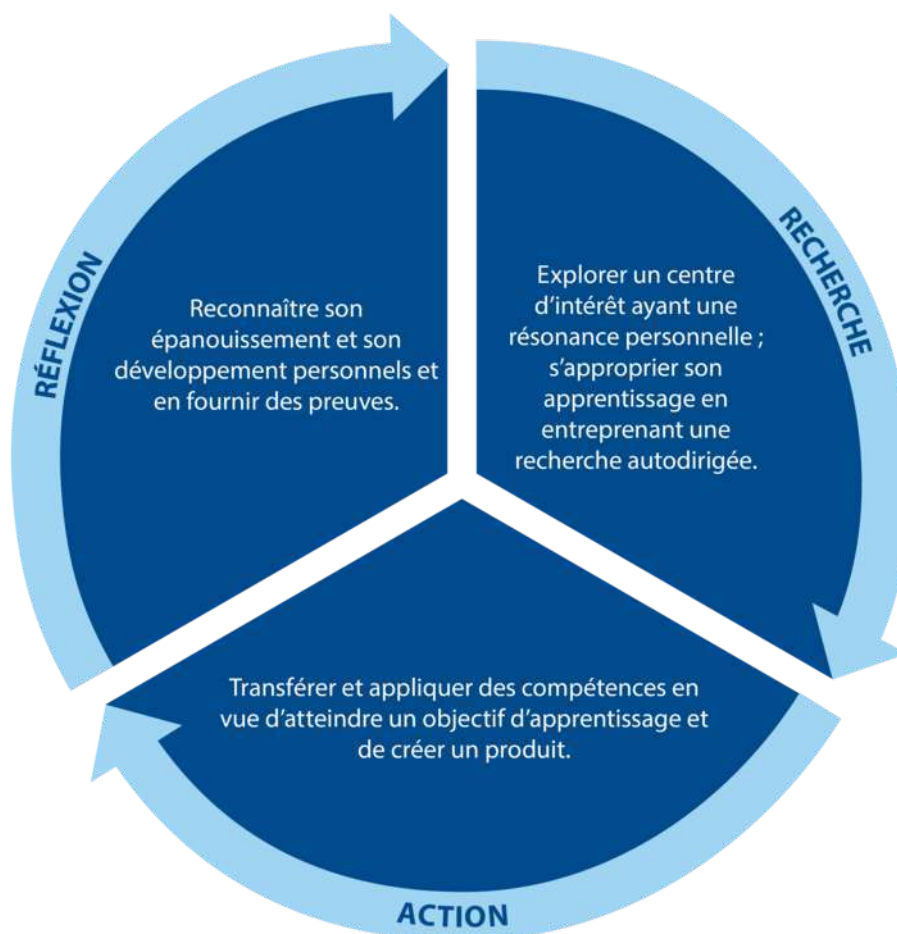 RECHERCHE
Explorer un centre
d’intérêt ayant une
résonance personnelle ;
s’approprier son
apprentissage en
entreprenant une
recherche autodirigée.
Transférer et appliquer des compétences en
vue d’atteindre un objectif d’apprentissage et
de créer un produit.
ACTION
RÉFLEXION
Reconnaître son
épanouissement et son
développement personnels et
en fournir des preuves.